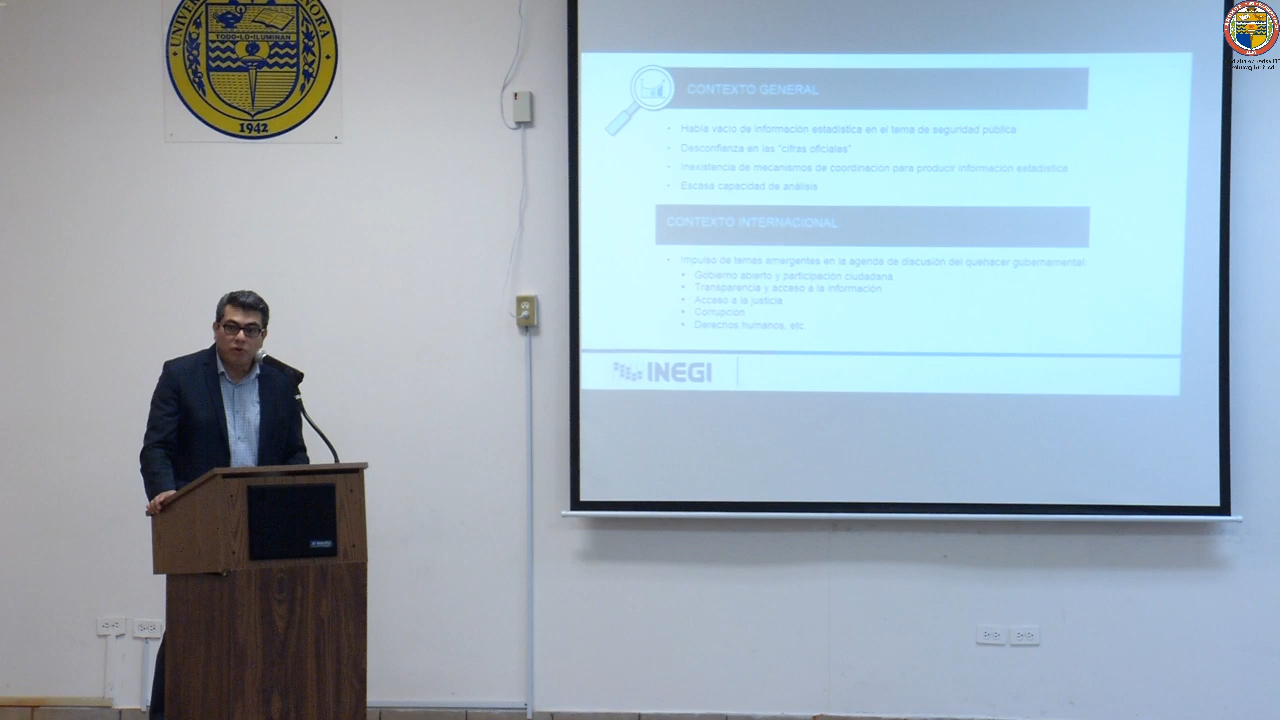 UNIVER
NORA
TODO·LO·ILUMINAN
1942
CONTEXTO GENERAL
• Había vacío de información estadística en el tema de seguridad pública
• Desconfianza en las "cifras oficiales"
• Inexistencia de mecanismos de coordinación para producir información estadística
• Escasa capacidad de análisis
CONTEXTO INTERNACIONAL
• Impulso de temas emergentes en la agenda de discusión del quehacer gubernamental:
• Gobierno abierto y participación ciudadana
• Transparencia y acceso a la información
• Acceso a la justicia
• Corrupción
• Derechos humanos, etc.
INEGI